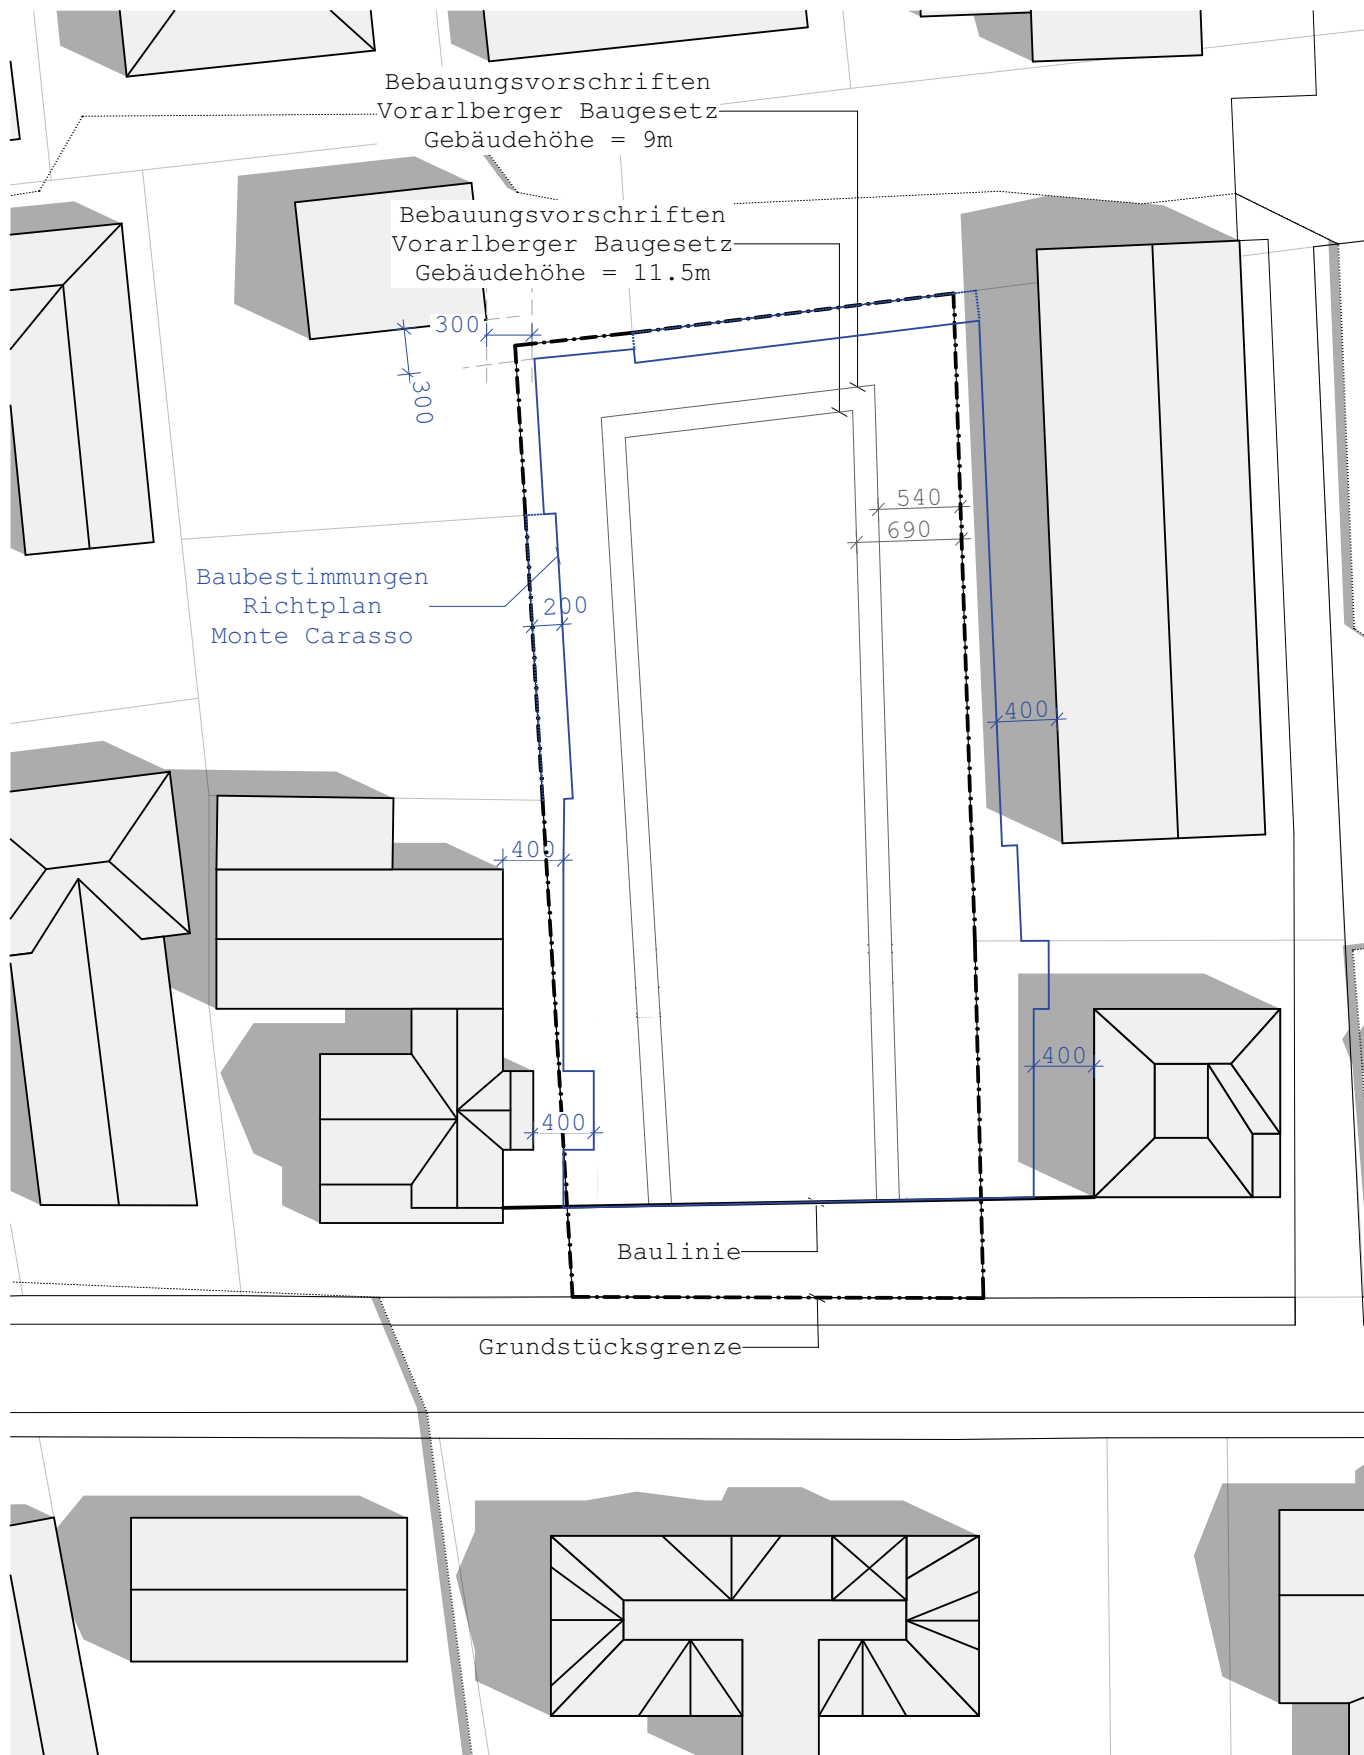 Bebauungsvorschriften
Vorarlberger Baugesetz
Gebäudehöhe = 9m
Bebauungsvorschriften
Vorarlberger Baugesetz
Gebäudehöhe = 11.5m
300
300
540
690
Baubestimmungen
Richtplan
Monte Carasso
200
400
400
400
400
Baulinie
Grundstücksgrenze